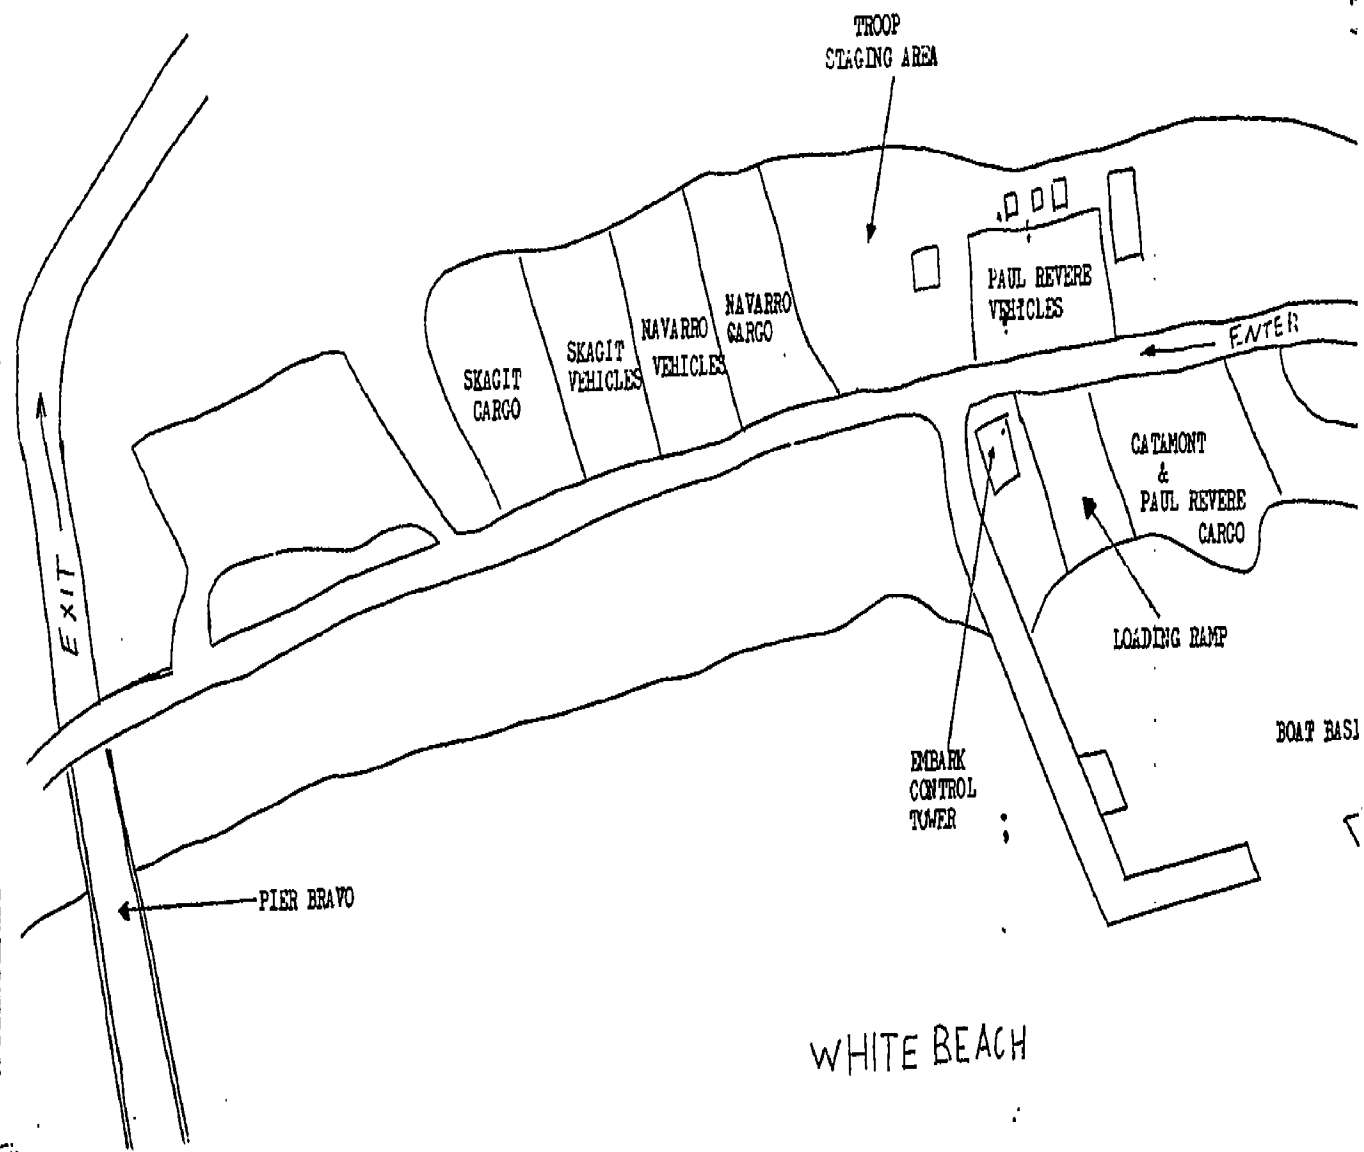 TROOP
STAGING AREA
PAUL REVERE
VEHICLES
ENTER
NAVARRO
CARGO
NAVARRO
VEHICLES
SKAGIT
VEHICLES
SKAGIT
CARGO
CATAMONT
&
PAUL REVERE
CARGO
EXIT
LOADING RAMP
BOAT BASI
EMBARK
CONTROL
TOWER
PIER BRAVO
WHITE BEACH